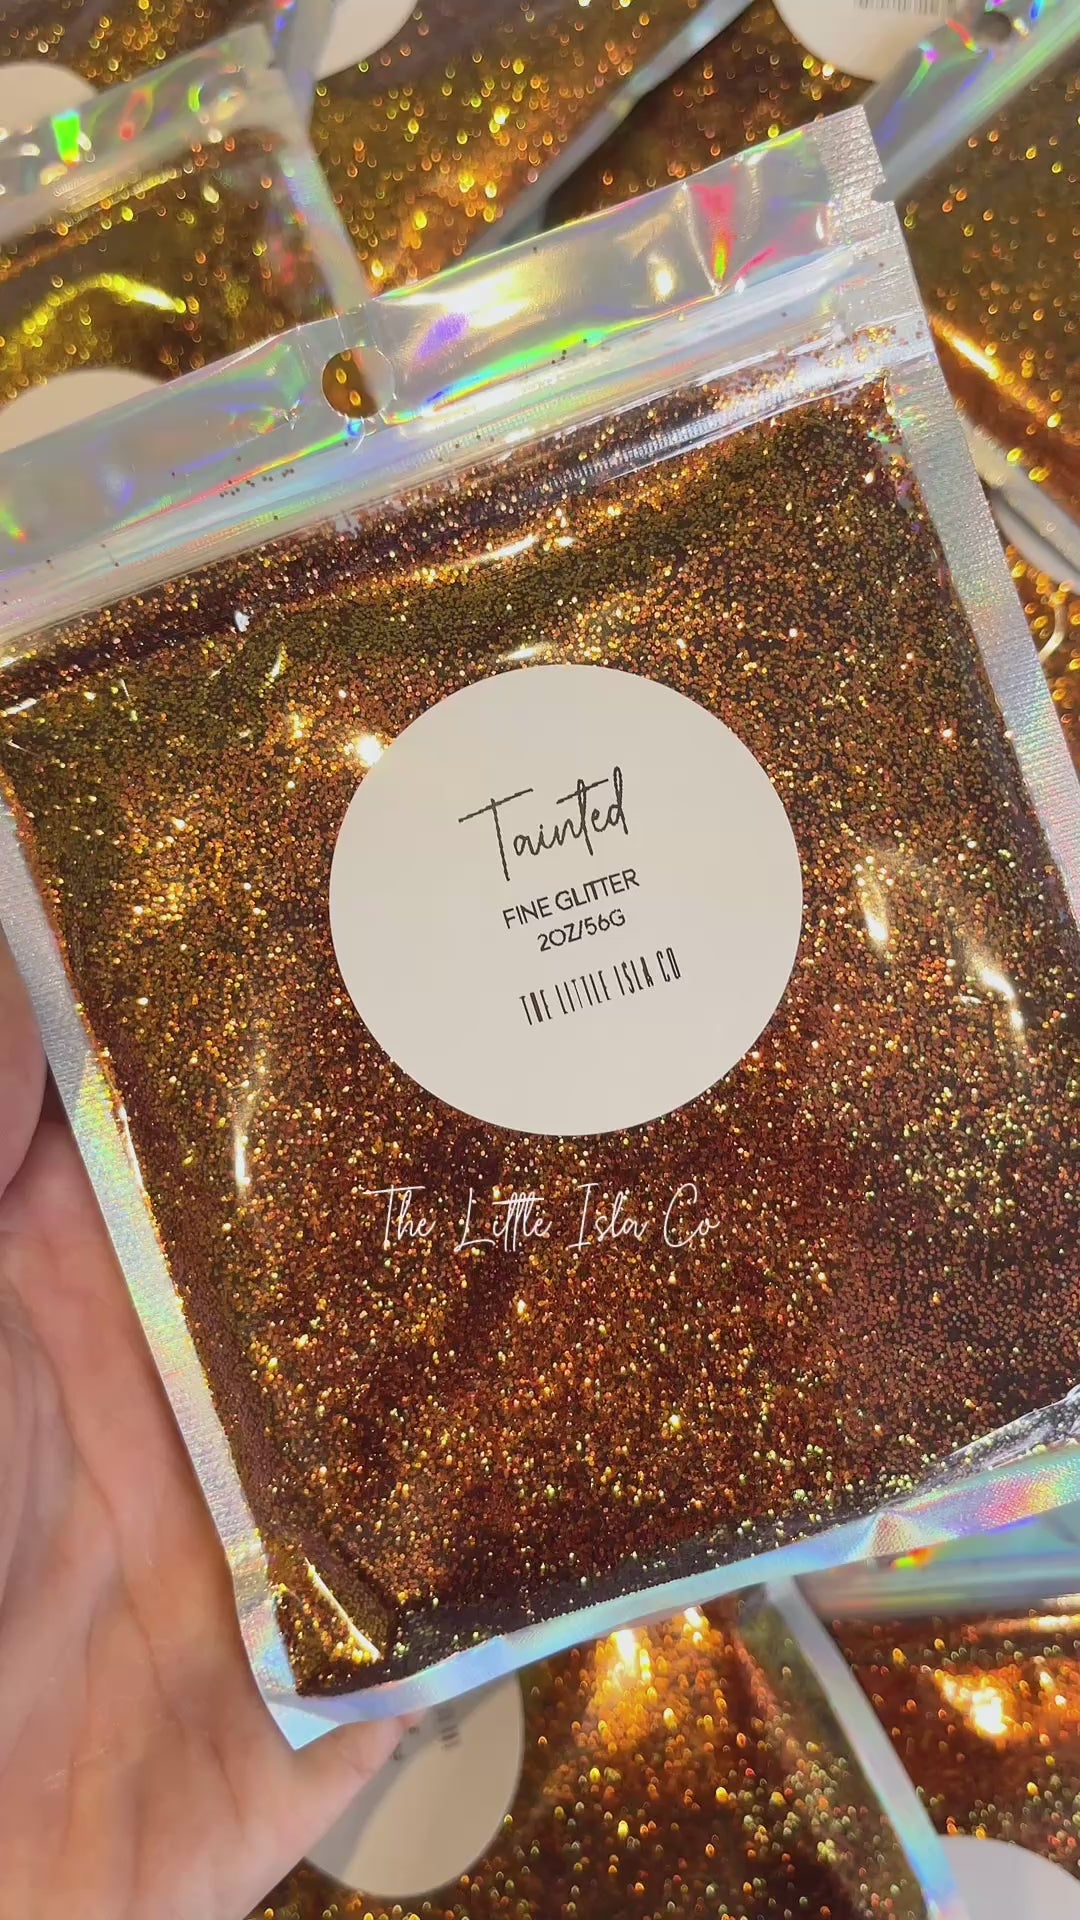 Tainted
FINE GLITTER
2OZ/56G
THE LITTLE ISLA CO
The Little Isla Co